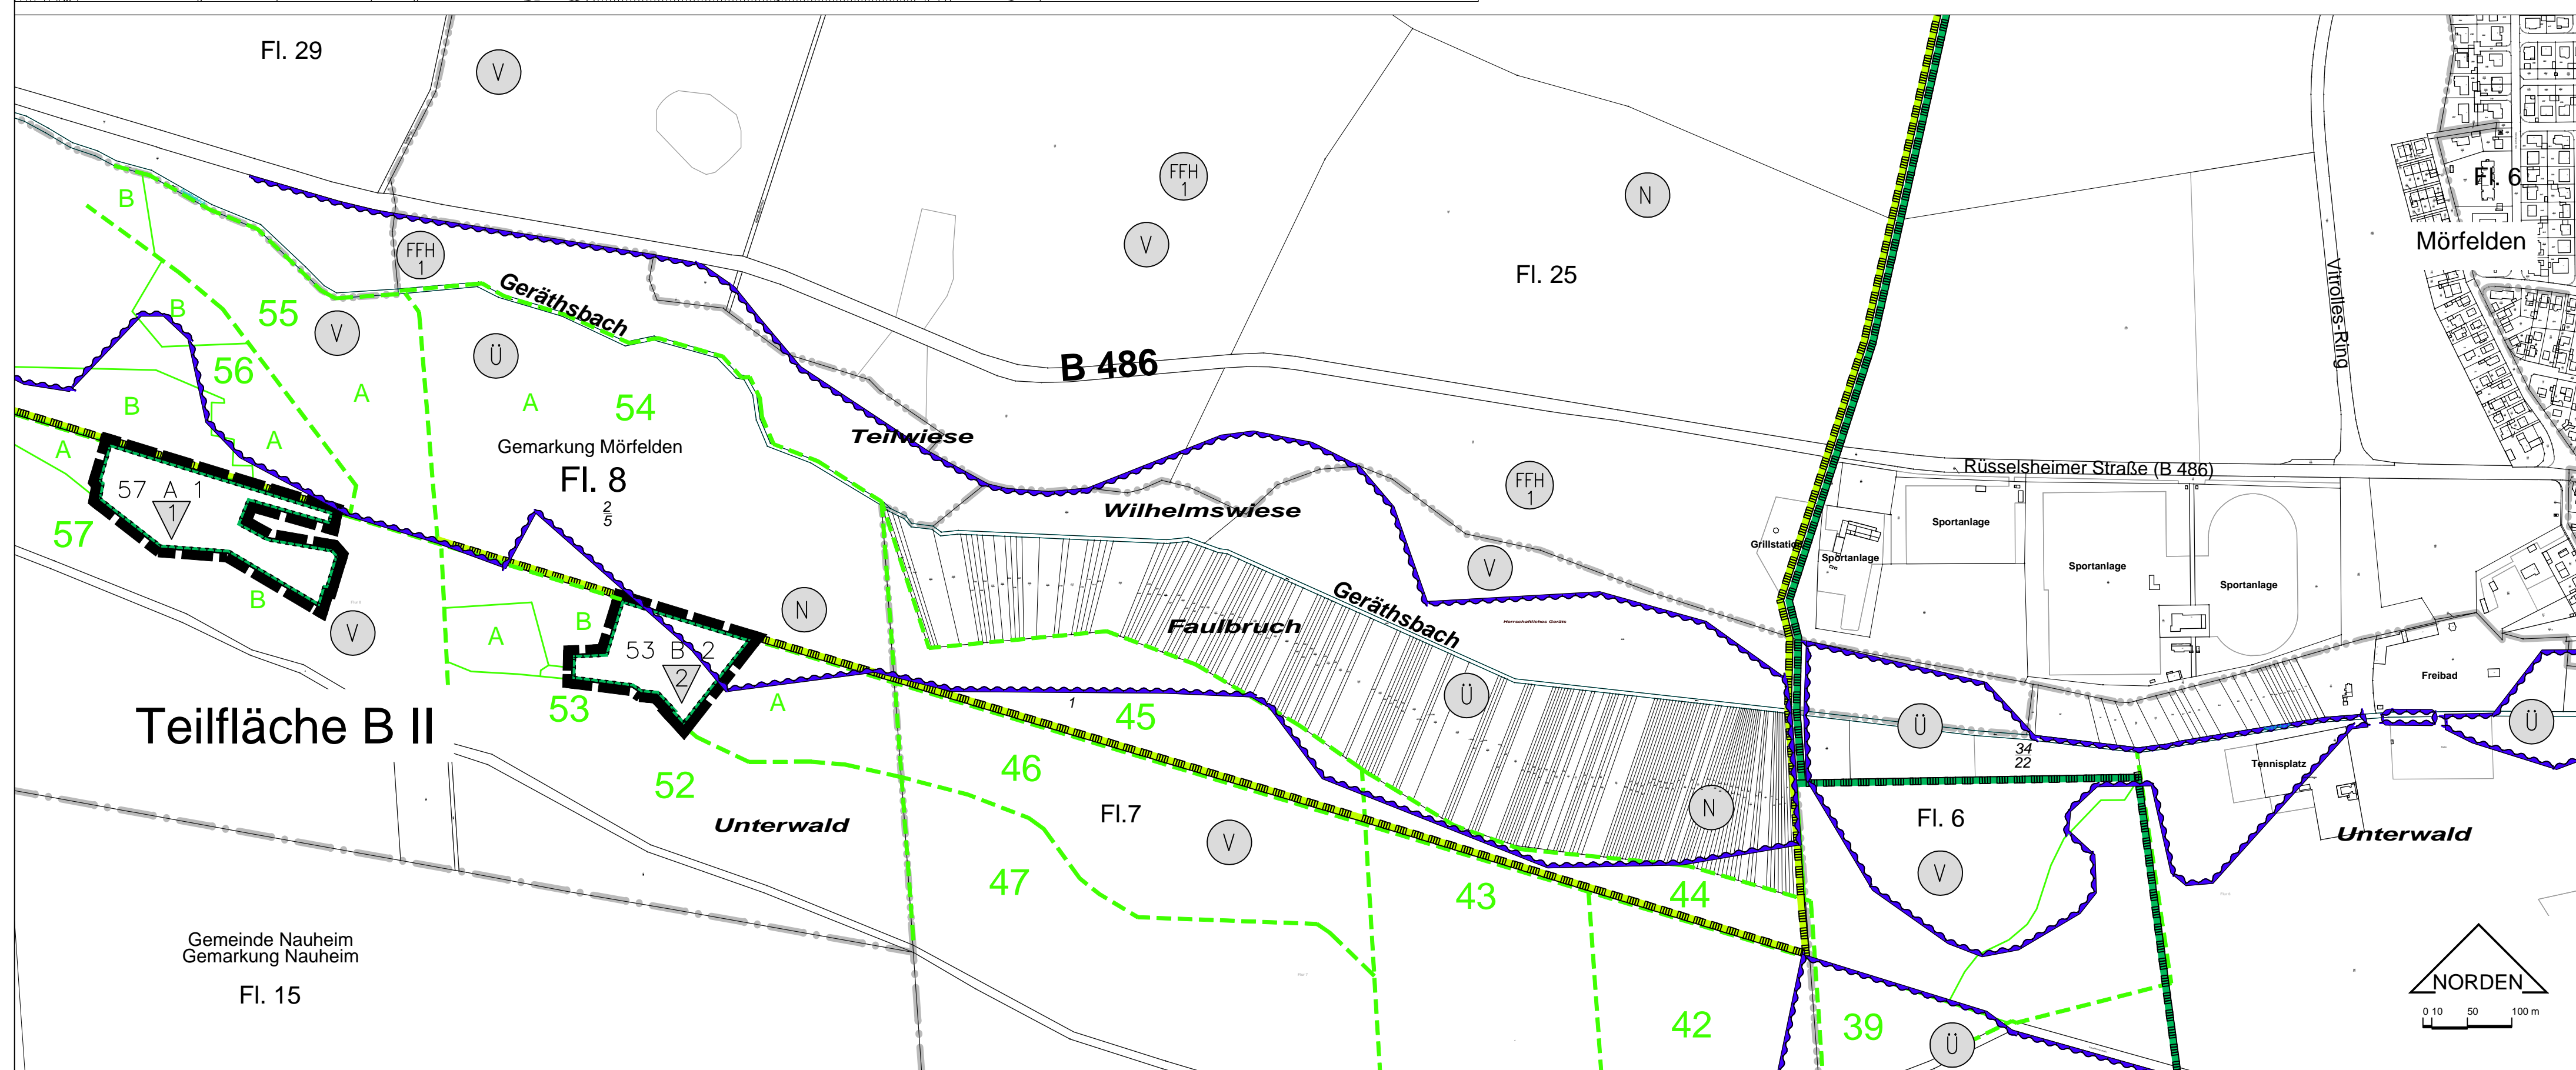 Fl. 29
V
FFH
1
V
N
Fl. 6
Mörfelden
Vitrolles-Ring
B
FFH
1
Geräthsbach
Fl. 25
B
55
V
Ü
56
A
A
54
B 486
B
A
A
Gemarkung Mörfelden
Fl. 8
2
5
Teilwiese
Wilhelmswiese
FFH
1
V
Rüsselsheimer Straße (B 486)
Sportanlage
Grillstation
Sportanlage
Sportanlage
Sportanlage
57 A 1
1
57
B
V
N
A
B
53 B 2
2
53
A
Geräthsbach
Faulbruch
Herrschaftliches Geräts
Freibad
Teilfläche B II
1
45
Ü
Ü
34
22
Ü
Tennisplatz
52
46
Unterwald
Fl.7
N
Fl. 6
Unterwald
V
V
47
43
44
Gemeinde Nauheim
Gemarkung Nauheim
Fl. 15
42
39
Ü
NORDEN
0 10 50 100 m